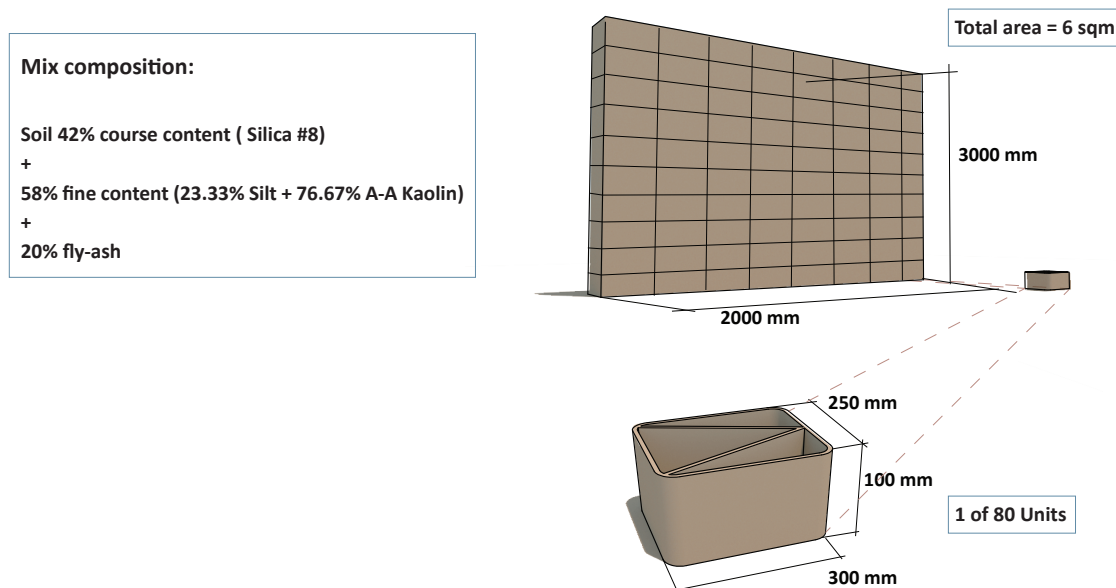 Mix composition:
Soil 42% course content ( Silica #8)
+
58% fine content (23.33% Silt + 76.67% A-A Kaolin)
+
20% fly-ash
Total area = 6 sqm
3000 mm
2000 mm
250 mm
100 mm
1 of 80 Units
300 mm